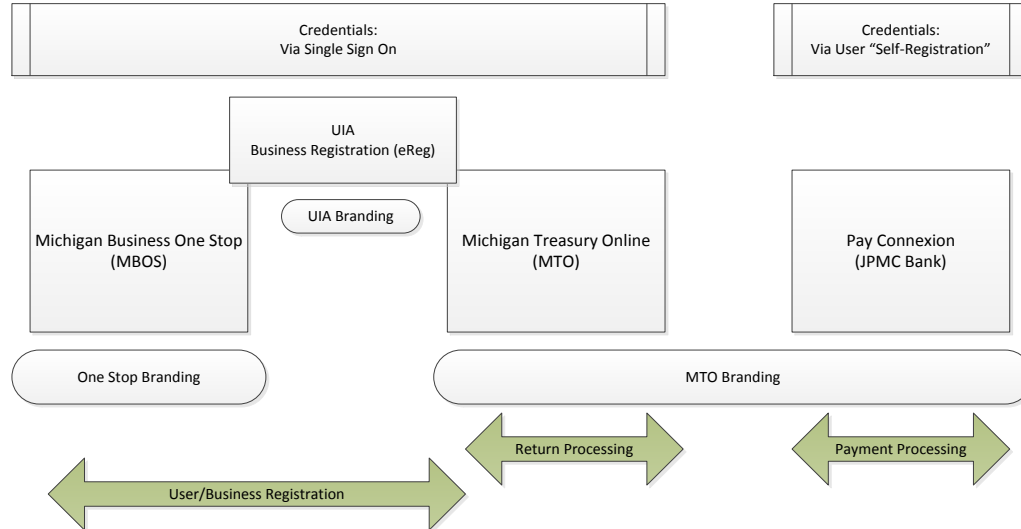 Credentials:
Via Single Sign On
Credentials:
Via User “Self-Registration”
UIA
Business Registration (eReg)
UIA Branding
Michigan Business One Stop
(MBOS)
Michigan Treasury Online
(MTO)
Pay Connexion
(JPMC Bank)
One Stop Branding
MTO Branding
Return Processing
Payment Processing
User/Business Registration